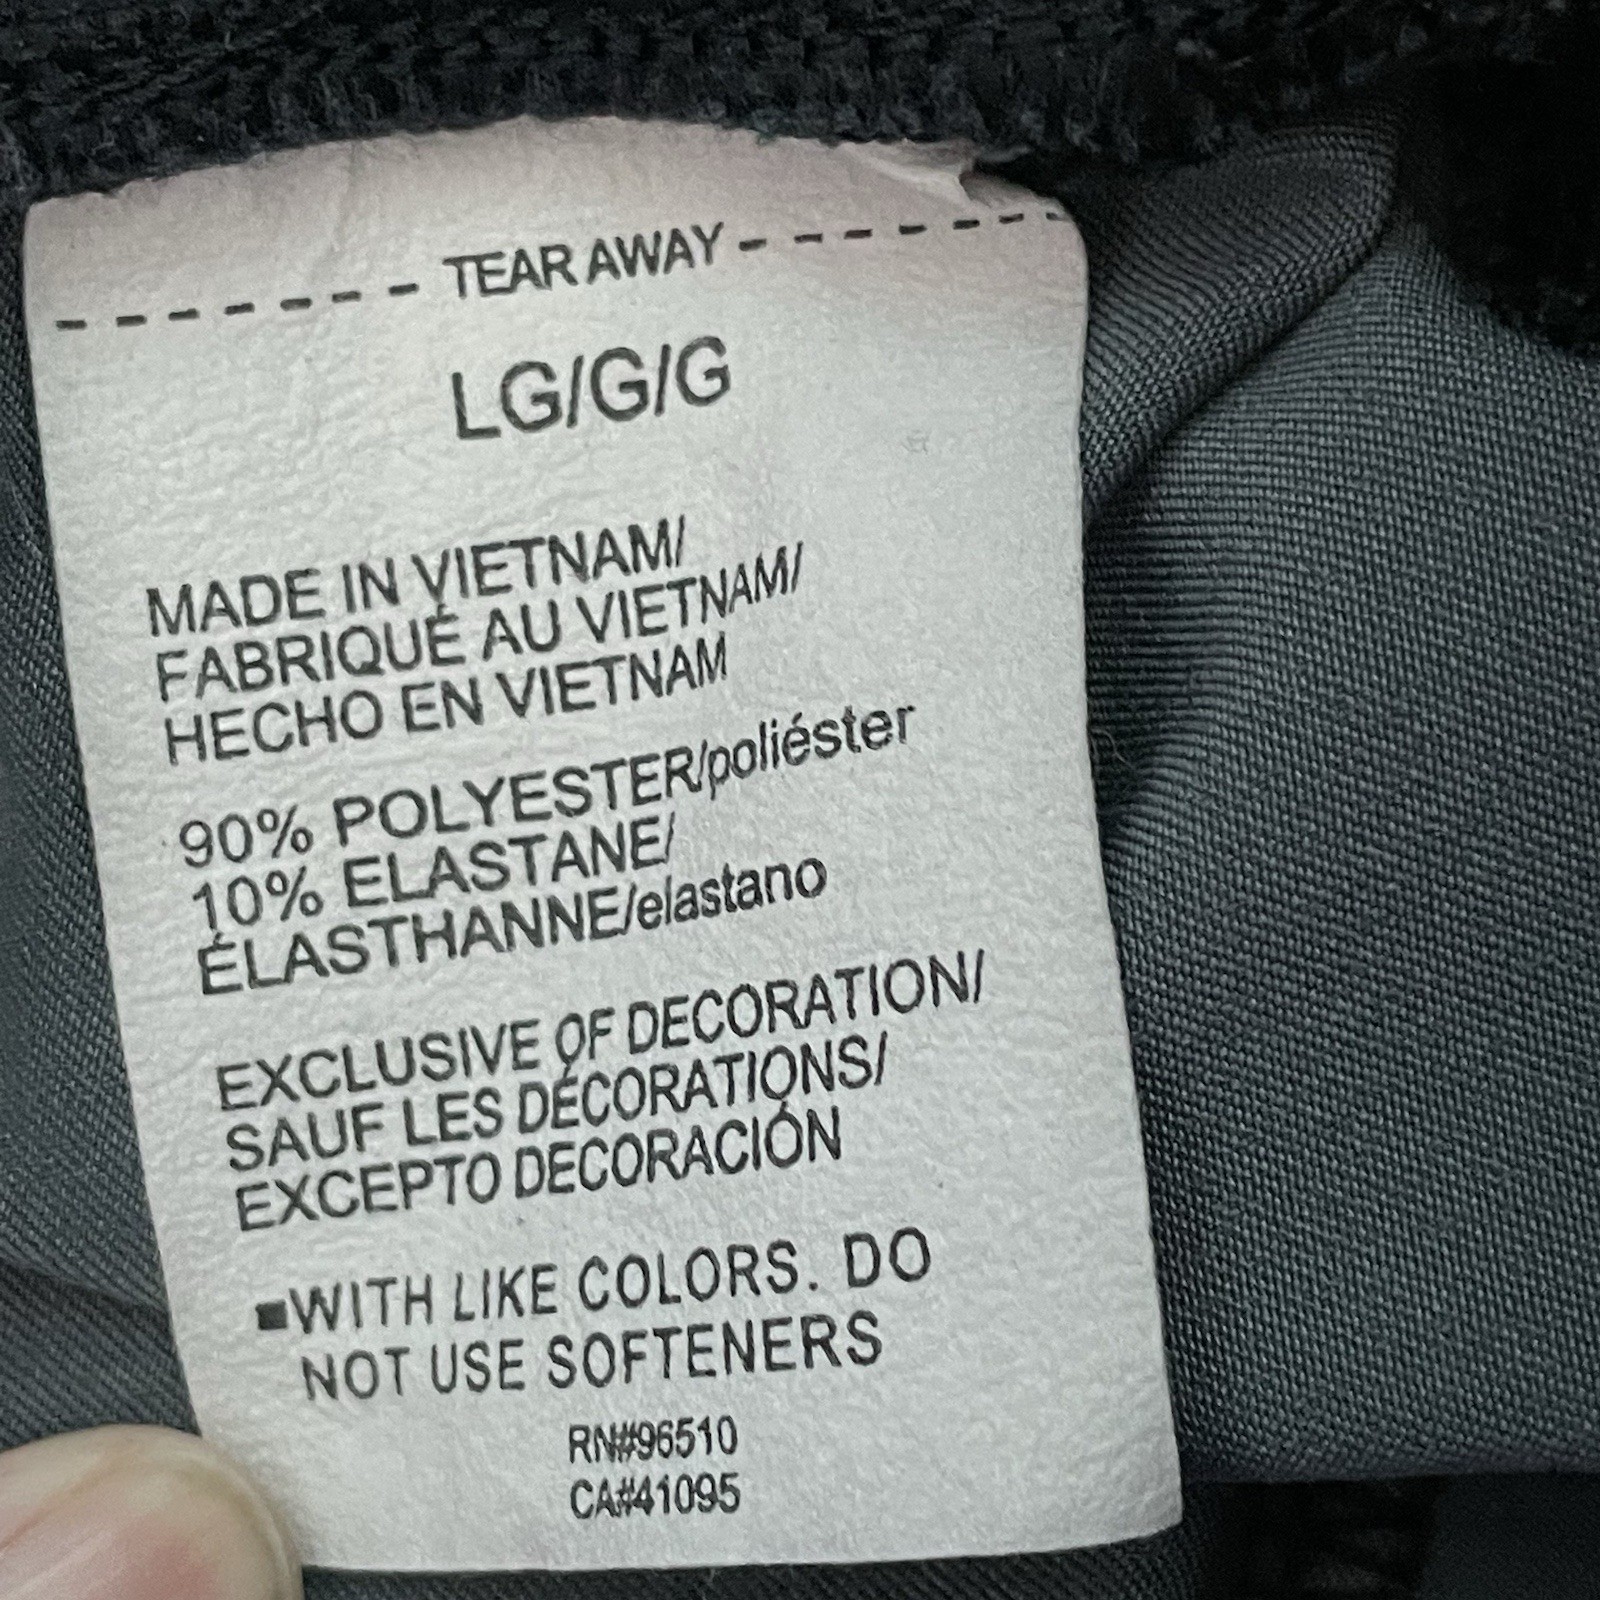 TEAR AWAY
LG/G/G
MADE IN VIETNAM/
FABRIQUÉ AU VIETNAM/
HECHO EN VIETNAM
90% POLYESTER/poliéster
10% ELASTANE/
ÉLASTHANNE/elastano
EXCLUSIVE OF DECORATION/
SAUF LES DÉCORATIONS/
EXCEPTO DECORACIÓN
▪WITH LIKE COLORS. DO
NOT USE SOFTENERS
RN#96510
CA#41095